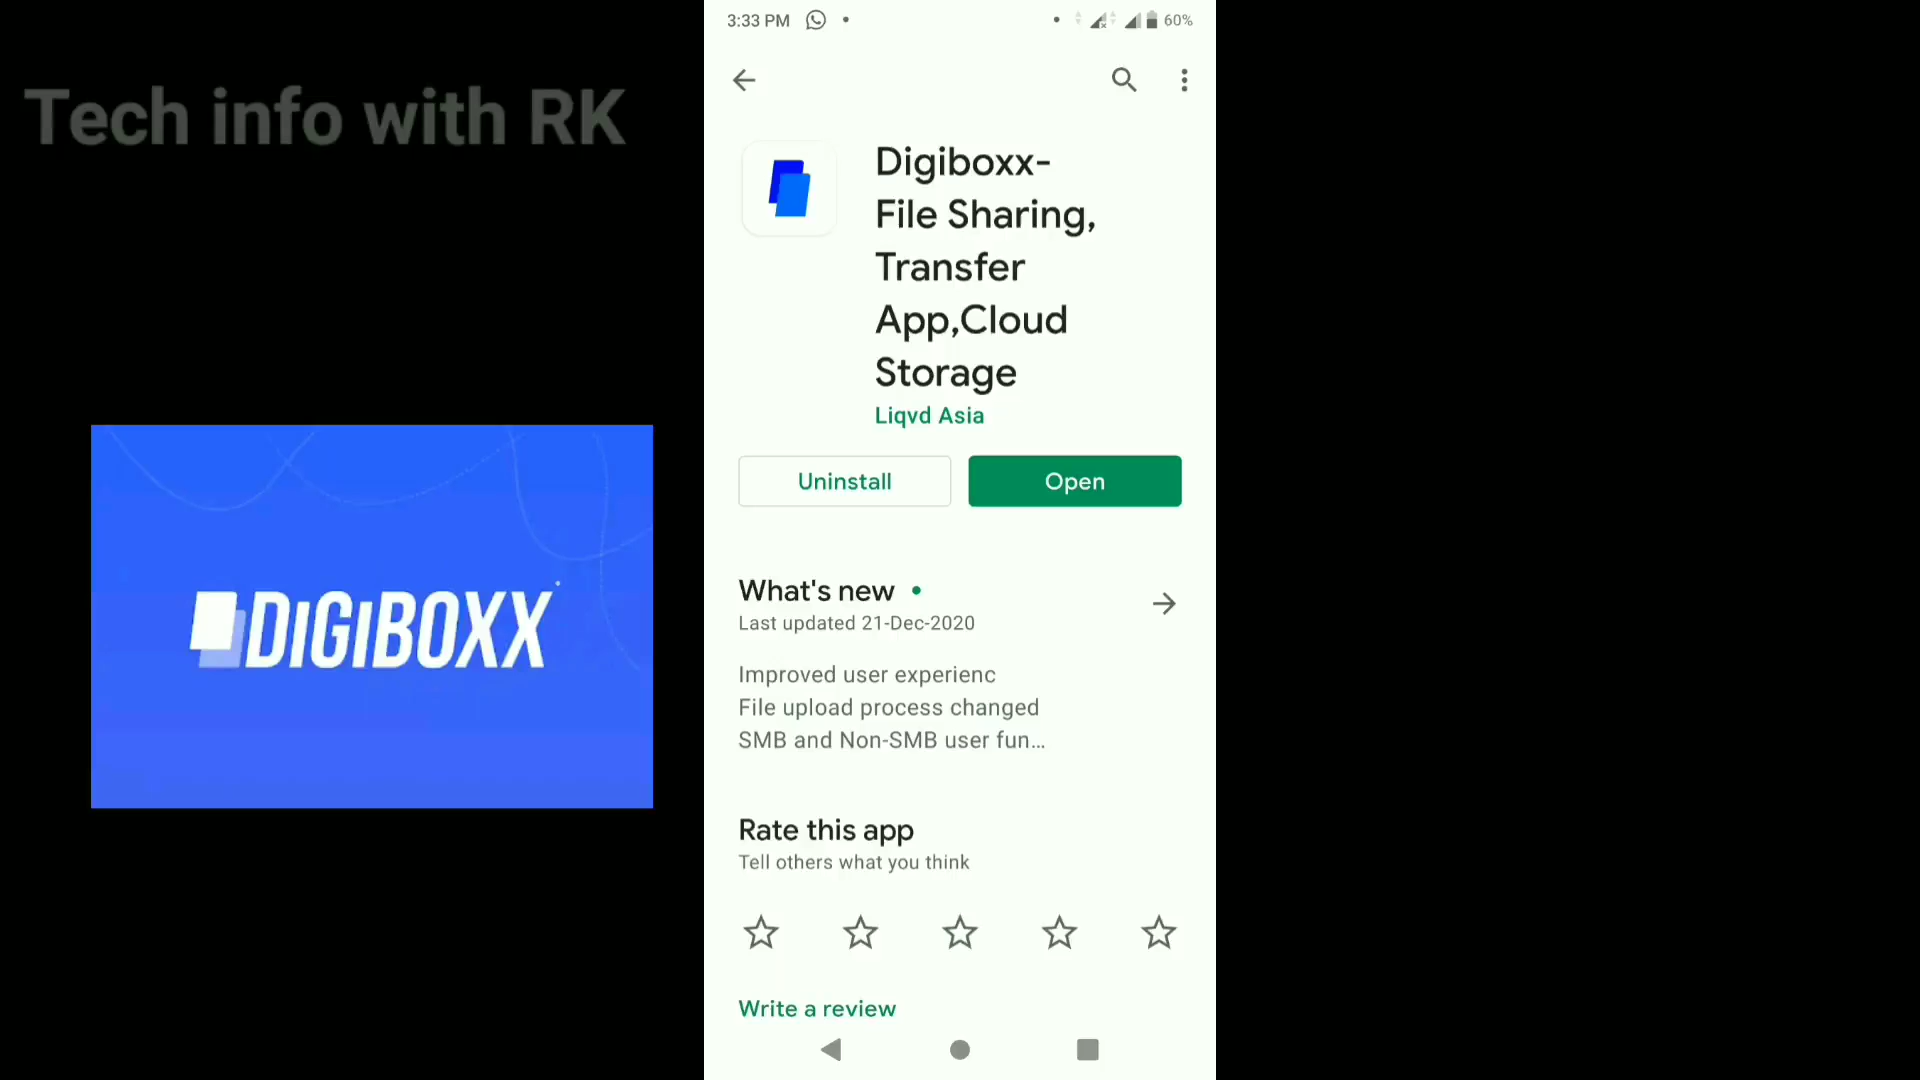 3:33 PM
60%
Tech info with RK
Digiboxx-
File Sharing,
Transfer
App,Cloud
Storage
Liqvd Asia
Uninstall
Open
DiGiBOXX
What's new
Last updated 21-Dec-2020
Improved user experienc
File upload process changed
SMB and Non-SMB user fun...
Rate this app
Tell others what you think
Write a review